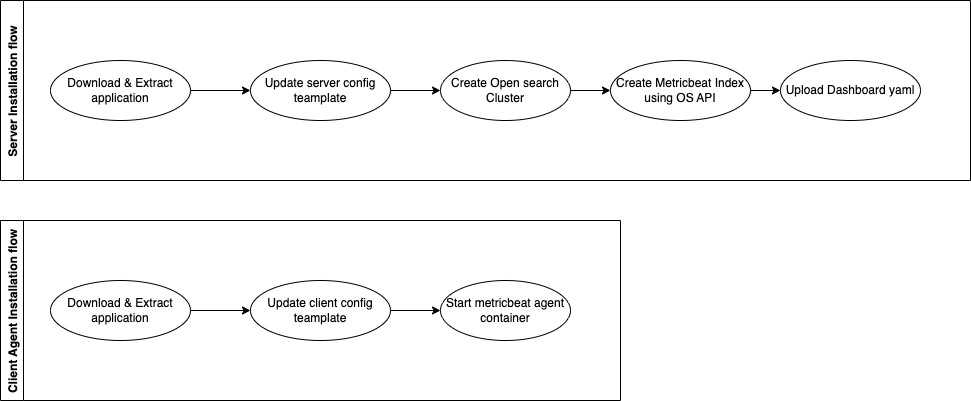 Server Installation flow
Download & Extract
application
Update server config
teamplate
Create Open search
Cluster
Create Metricbeat Index
using OS API
Upload Dashboard yaml
Client Agent Installation flow
Download & Extract
application
Update client config
teamplate
Start metricbeat agent
container